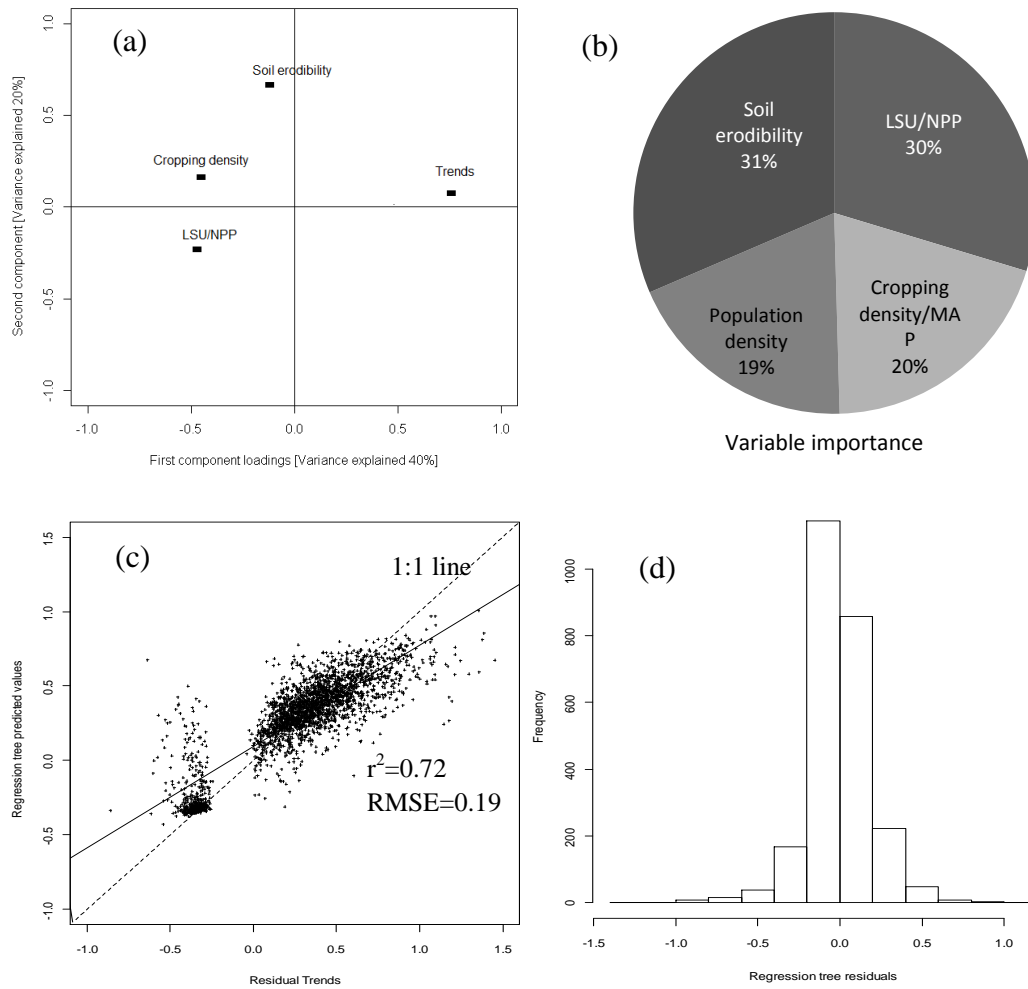 (a)
1.0
0.5
0.0
-0.5
-1.0
Second component [Variance explained 20%]
Soil erodibility
Cropping density
Trends
LSU/NPP
-1.0 -0.5 0.0 0.5 1.0
First component loadings [Variance explained 40%]
(b)
Soil
erodibility
31%
LSU/NPP
30%
Population
density
19%
Cropping
density/MA
P
20%
Variable importance
(c)
1.5
1.0
0.5
0.0
-0.5
-1.0
Regression tree predicted values
1:1 line
r²=0.72
RMSE=0.19
-1.0 -0.5 0.0 0.5 1.0 1.5
Residual Trends
(d)
1000
800
600
400
200
0
Frequency
-1.5 -1.0 -0.5 0.0 0.5 1.0
Regression tree residuals